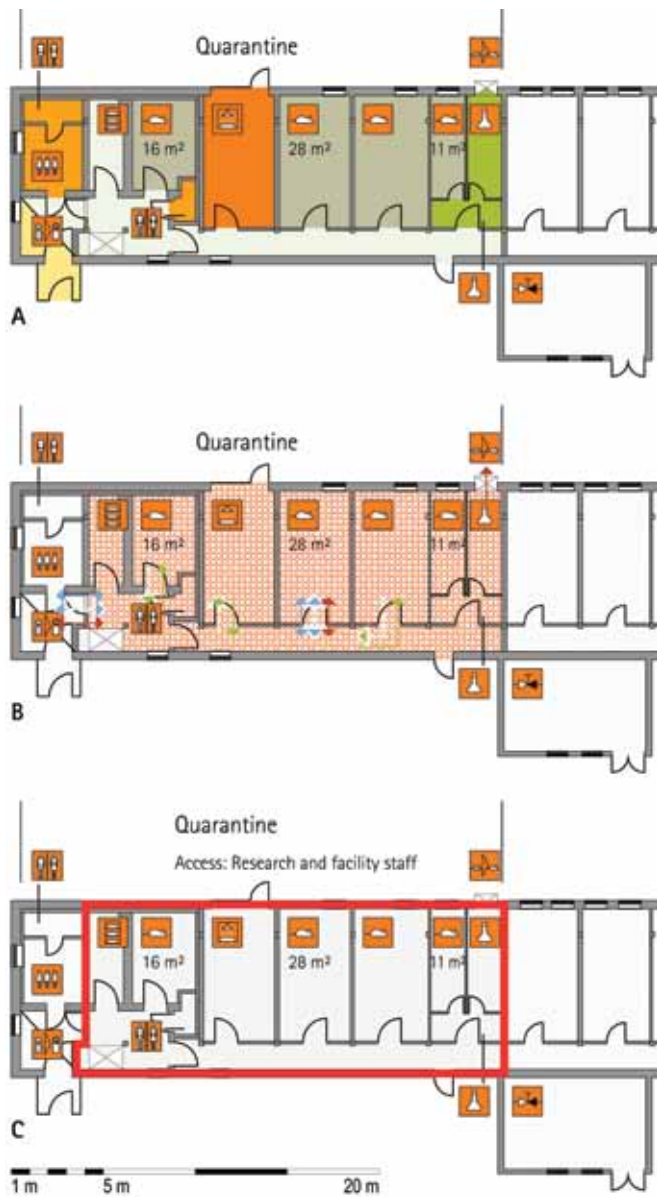 Quarantine
16 m²
28 m²
11 m²
A
Quarantine
16 m²
28 m²
11 m²
B
Quarantine
Access: Research and facility staff
16 m²
28 m²
11 m²
C
1 m 5 m 20 m